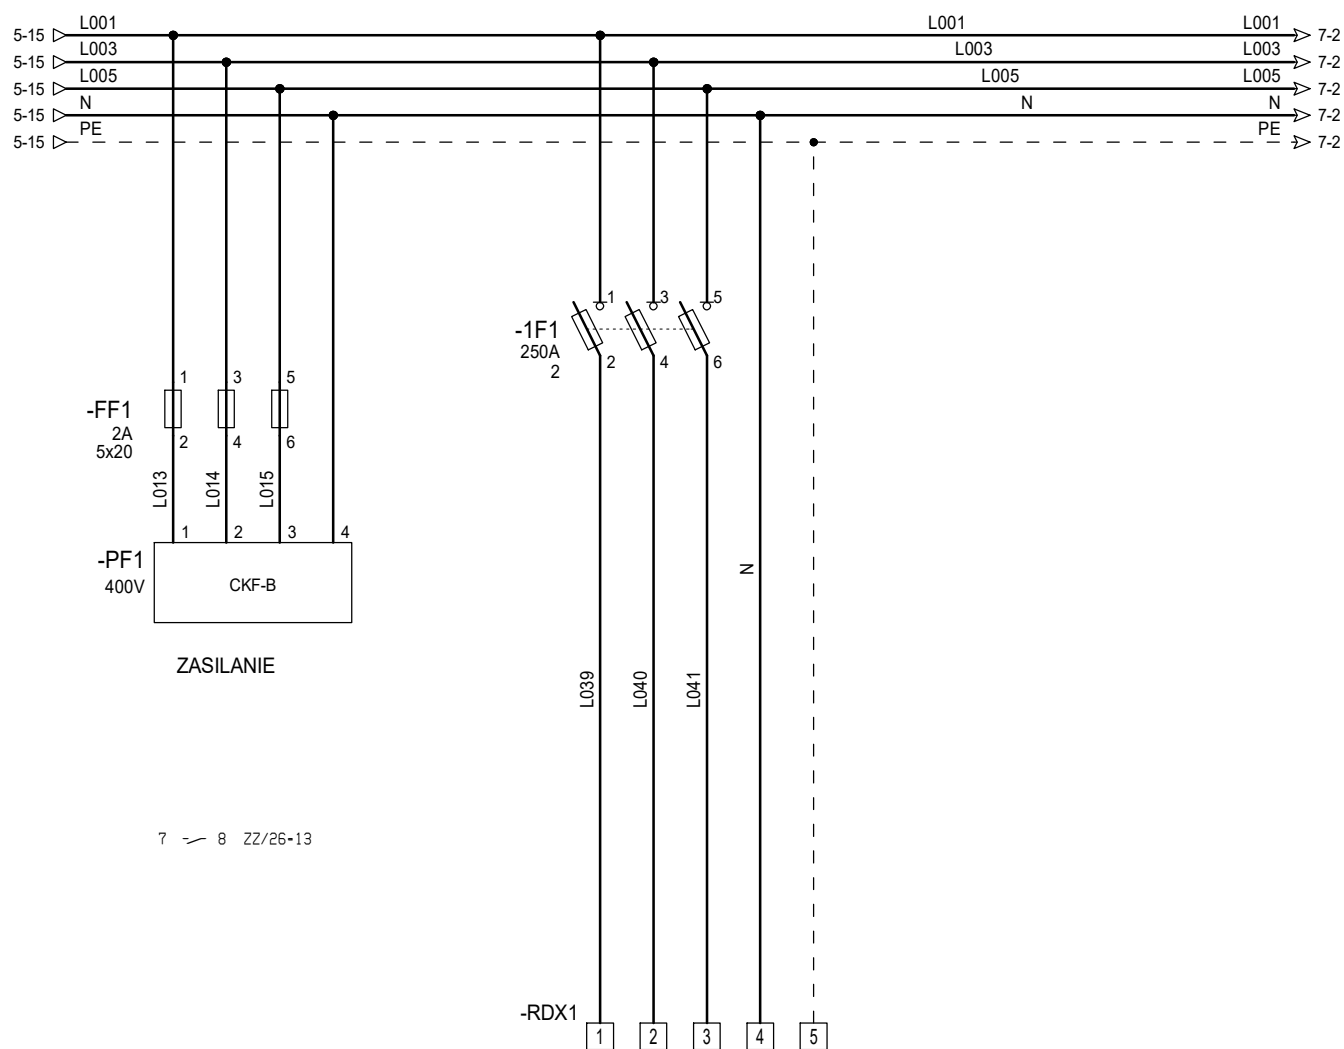 L001 L001 L001
5-15 7-2
L003 L003 L003
5-15 7-2
L005 L005 L005
5-15 7-2
N N N
5-15 7-2
PE PE
5-15 7-2
1 3 5
-1F1
250A
2
2 4 6
1 3 5
-FF1
2A
5x20
2 4 6
L013 L014 L015
1 2 3 4
-PF1
400V
CKF-B
N
ZASILANIE
L039 L040 L041
7 8 ZZ/26-13
-RDX1
1 2 3 4 5